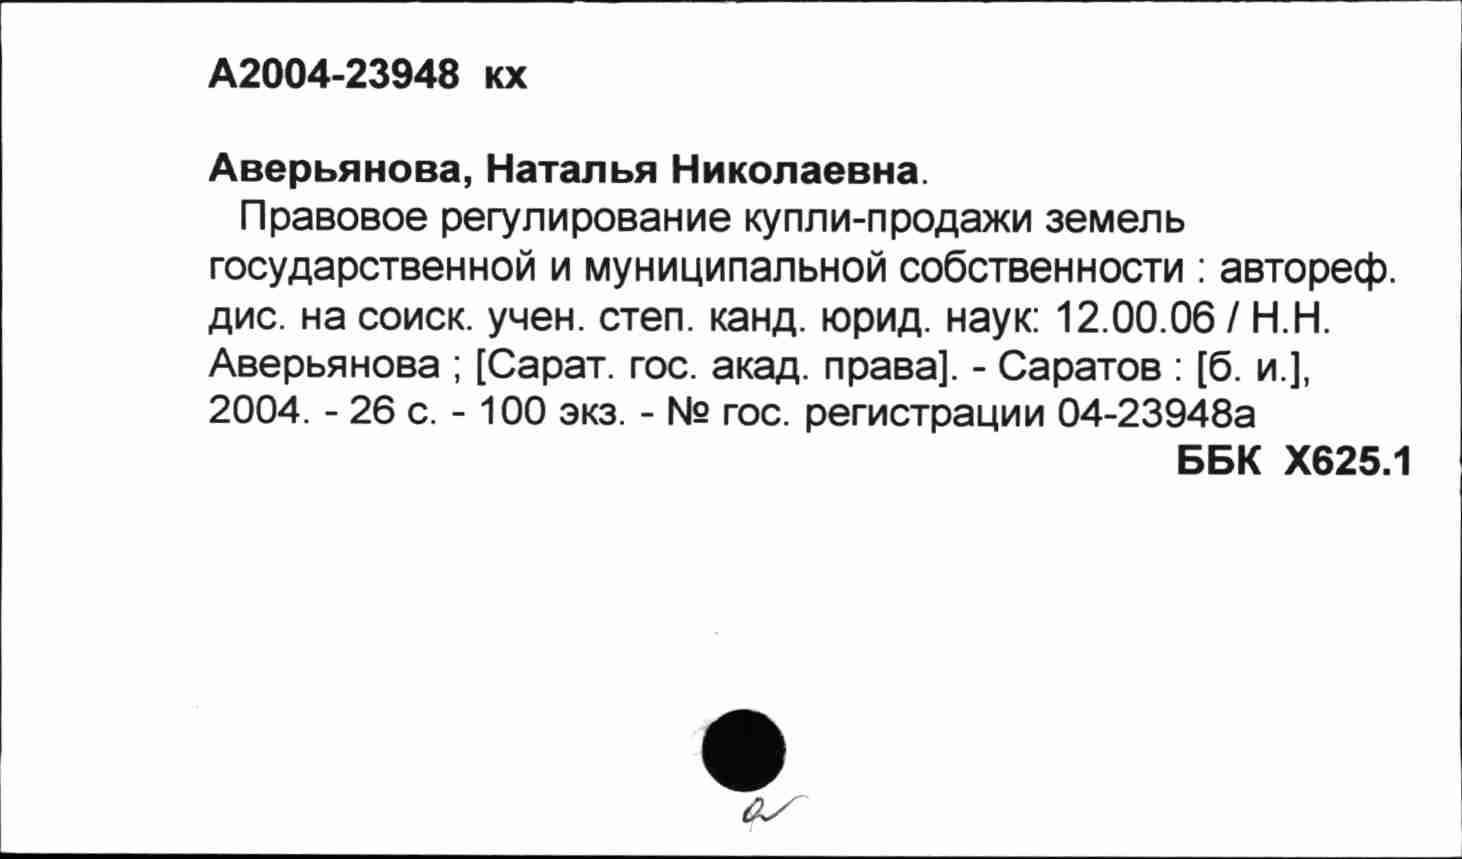 А2004-23948 кх
Аверьянова, Наталья Николаевна.
Правовое регулирование купли-продажи земель
государственной и муниципальной собственности : автореф.
дис. на соиск. учен. степ. канд. юрид. наук: 12.00.06 / Н.Н.
Аверьянова ; [Сарат. гос. акад. права]. - Саратов : [б. и.],
2004. - 26 с. - 100 экз. - № гос. регистрации 04-23948а
ББК Х625.1